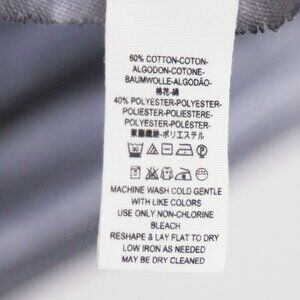 60% COTTON-COTON-
ALGODON-COTONE-
BAUMWOLLE-ALGODÃO-
棉花-綿
40% POLYESTER-POLYESTER-
POLIESTER-POLIESTERE-
POLYESTER-POLÉSTER-
聚酯纖維-ポリエステル
30
MACHINE WASH COLD GENTLE
WITH LIKE COLORS
USE ONLY NON-CHLORINE
BLEACH
RESHAPE & LAY FLAT TO DRY
LOW IRON AS NEEDED
MAY BE DRY CLEANED